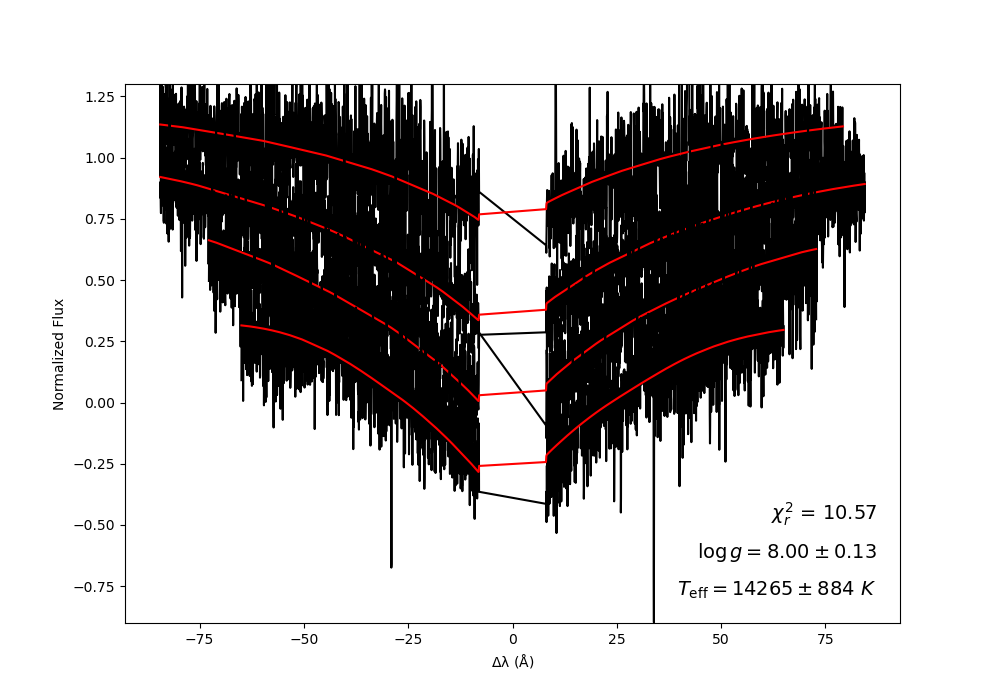 1.25
1.00
0.75
0.50
0.25
0.00
−0.25
−0.50
−0.75
Normalized Flux
χ²ᵣ = 10.57
log g = 8.00 ± 0.13
T_eff = 14265 ± 884 K
−75 −50 −25 0 25 50 75
Δλ (Å)